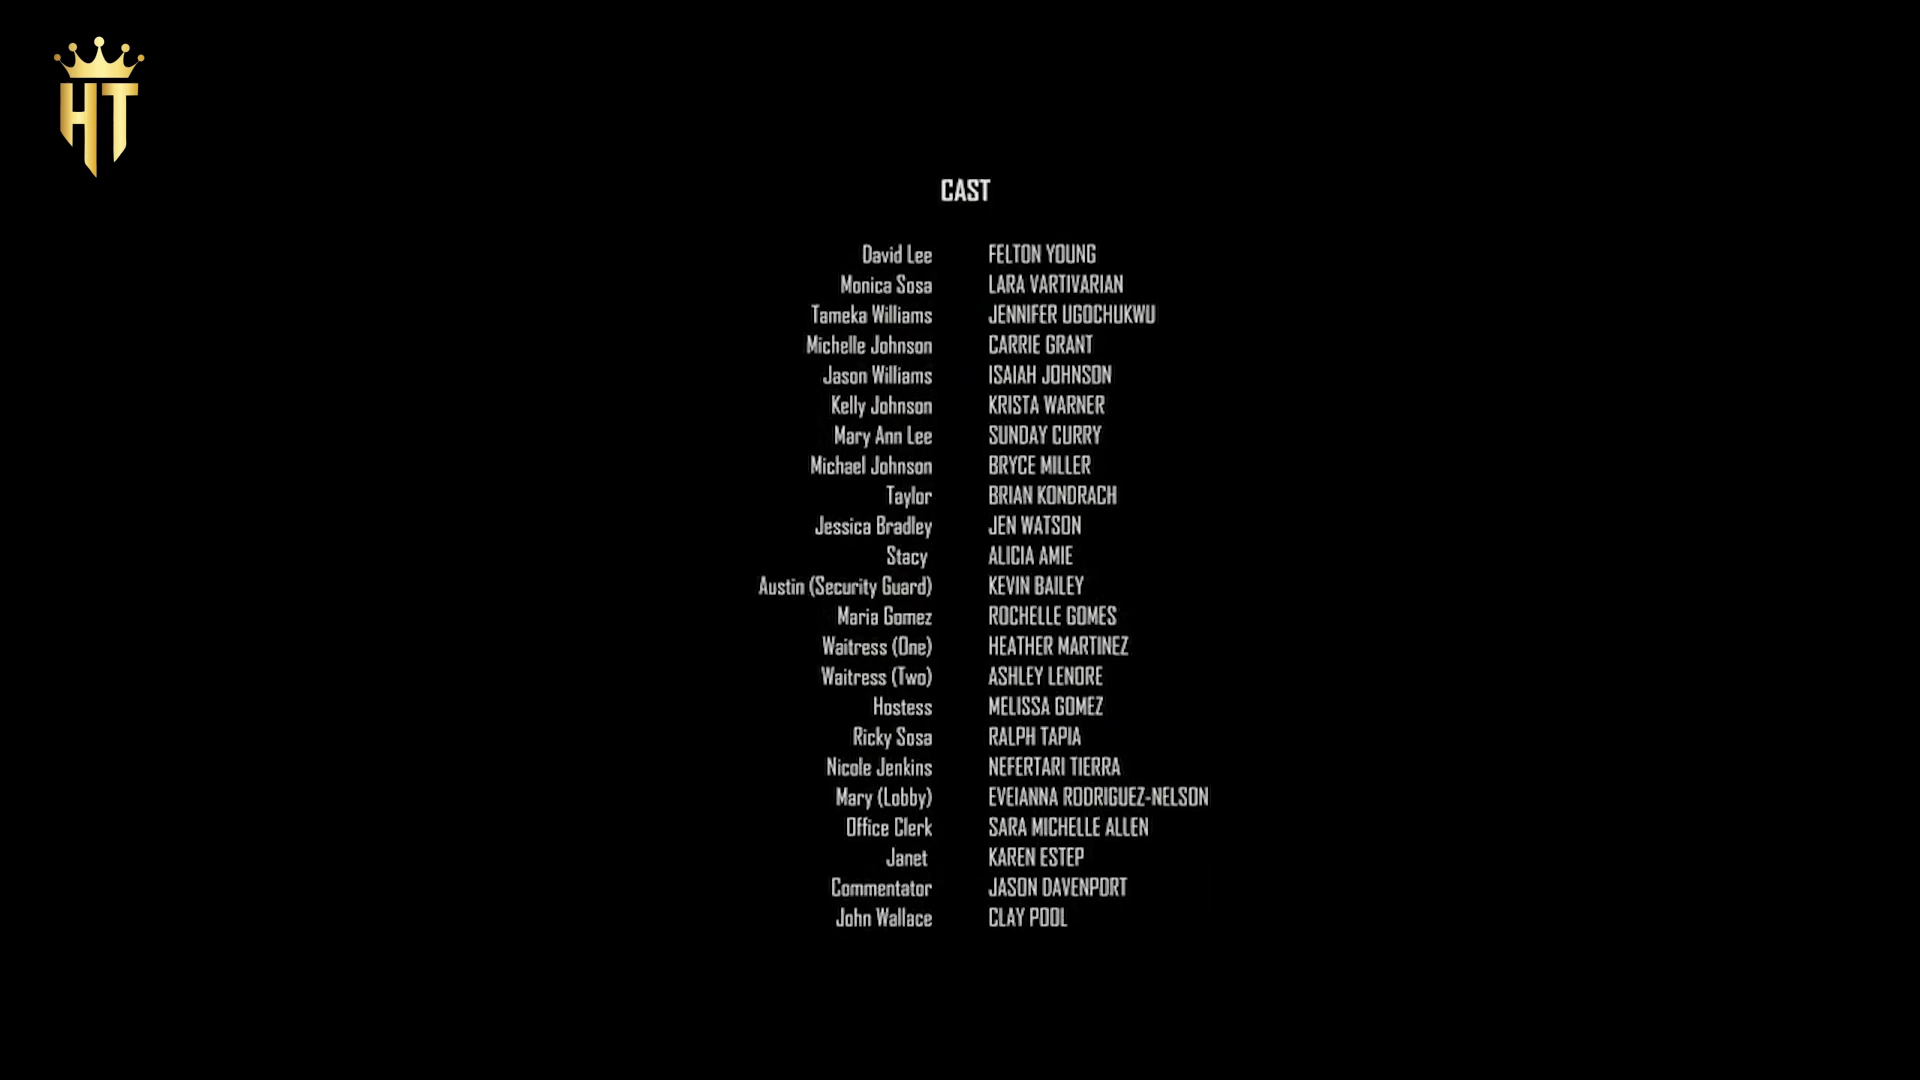 HT
CAST
David Lee FELTON YOUNG
Monica Sosa LARA VARTIVARIAN
Tameka Williams JENNIFER UGOCHUKWU
Michelle Johnson CARRIE GRANT
Jason Williams ISAIAH JOHNSON
Kelly Johnson KRISTA WARNER
Mary Ann Lee SUNDAY CURRY
Michael Johnson BRYCE MILLER
Taylor BRIAN KONDRACH
Jessica Bradley JEN WATSON
Stacy ALICIA AMIE
Austin (Security Guard) KEVIN BAILEY
Maria Gomez ROCHELLE GOMES
Waitress (One) HEATHER MARTINEZ
Waitress (Two) ASHLEY LENORE
Hostess MELISSA GOMEZ
Ricky Sosa RALPH TAPIA
Nicole Jenkins NEFERTARI TIERRA
Mary (Lobby) EVEIANNA RODRIGUEZ-NELSON
Office Clerk SARA MICHELLE ALLEN
Janet KAREN ESTEP
Commentator JASON DAVENPORT
John Wallace CLAY POOL